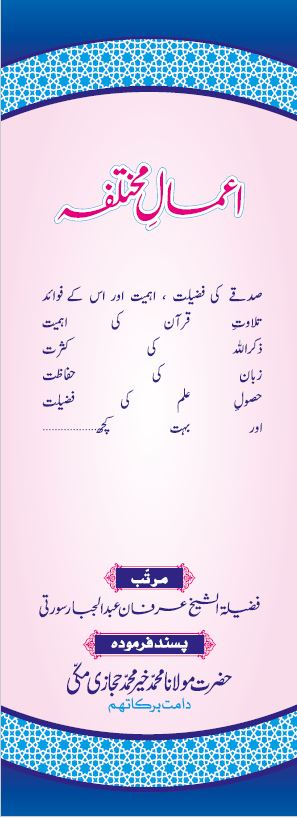 اعمالِ مختلفہ
صدقے کی فضیلت ، اہمیت اور اس کے فوائد
تلاوتِ قرآن کی اہمیت
ذکراللہ کی کثرت
زبان کی حفاظت
حصولِ علم کی فضیلت
اور بہت کچھ..................
مرتّب
فضیلۃ الشیخ عرفان عبدالجبار سورتی
پسند فرمودہ
حضرت مولانا محمد خیر محمد حجازی مکّی
دامت برکاتهم